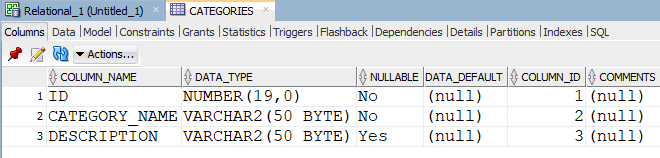 Relational_1 (Untitled_1) CATEGORIES
Columns Data Model Constraints Grants Statistics Triggers Flashback Dependencies Details Partitions Indexes SQL
Actions...
COLUMN_NAME DATA_TYPE NULLABLE DATA_DEFAULT COLUMN_ID COMMENTS
1 ID NUMBER(19,0) No (null) 1 (null)
2 CATEGORY_NAME VARCHAR2(50 BYTE) No (null) 2 (null)
3 DESCRIPTION VARCHAR2(50 BYTE) Yes (null) 3 (null)